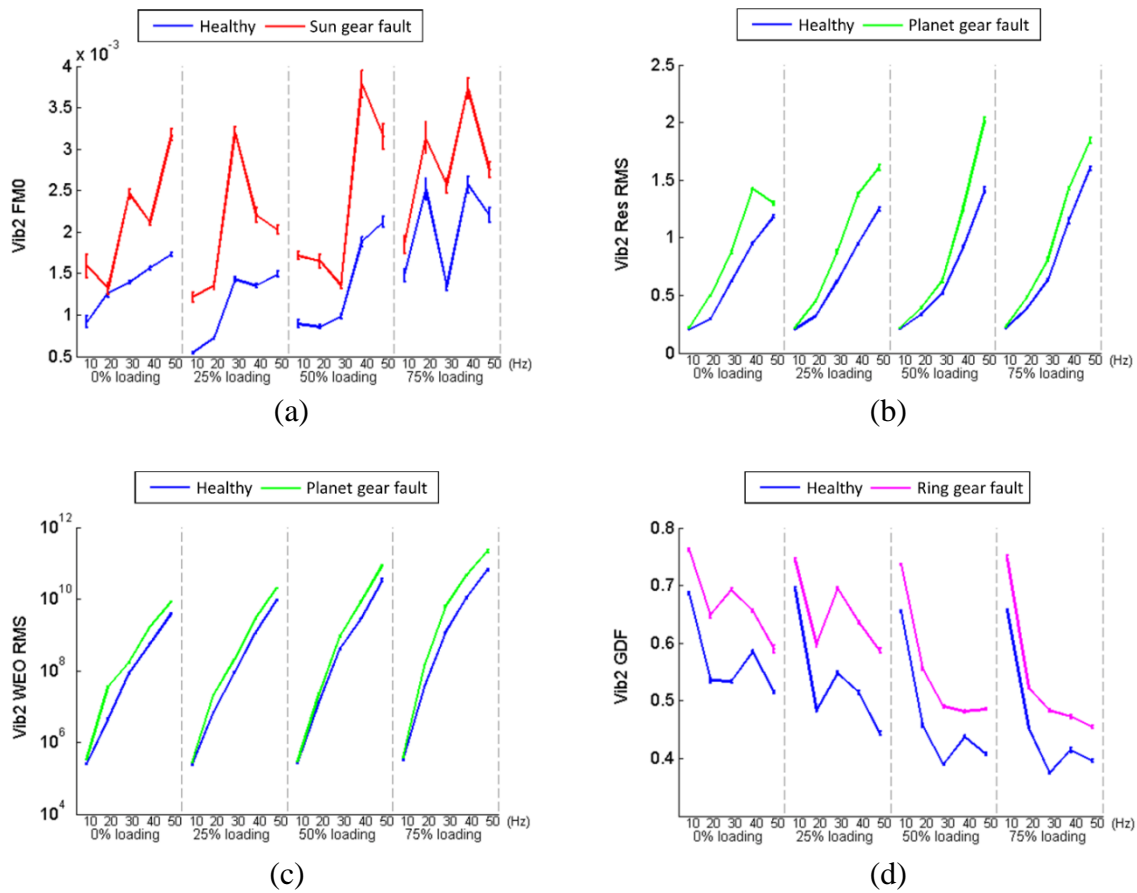 Healthy Sun gear fault
x 10-3
4
3.5
3
2.5
2
1.5
1
0.5
Vib2 FM0
10 20 30 40 50 10 20 30 40 50 10 20 30 40 50 10 20 30 40 50 (Hz)
0% loading 25% loading 50% loading 75% loading
(a)
Healthy Planet gear fault
2.5
2
1.5
1
0.5
0
Vib2 Res RMS
10 20 30 40 50 10 20 30 40 50 10 20 30 40 50 10 20 30 40 50 (Hz)
0% loading 25% loading 50% loading 75% loading
(b)
Healthy Planet gear fault
10^12
10^10
10^8
10^6
10^4
Vib2 WEO RMS
10 20 30 40 50 10 20 30 40 50 10 20 30 40 50 10 20 30 40 50 (Hz)
0% loading 25% loading 50% loading 75% loading
(c)
Healthy Ring gear fault
0.8
0.7
0.6
0.5
0.4
Vib2 GDF
10 20 30 40 50 10 20 30 40 50 10 20 30 40 50 10 20 30 40 50 (Hz)
0% loading 25% loading 50% loading 75% loading
(d)